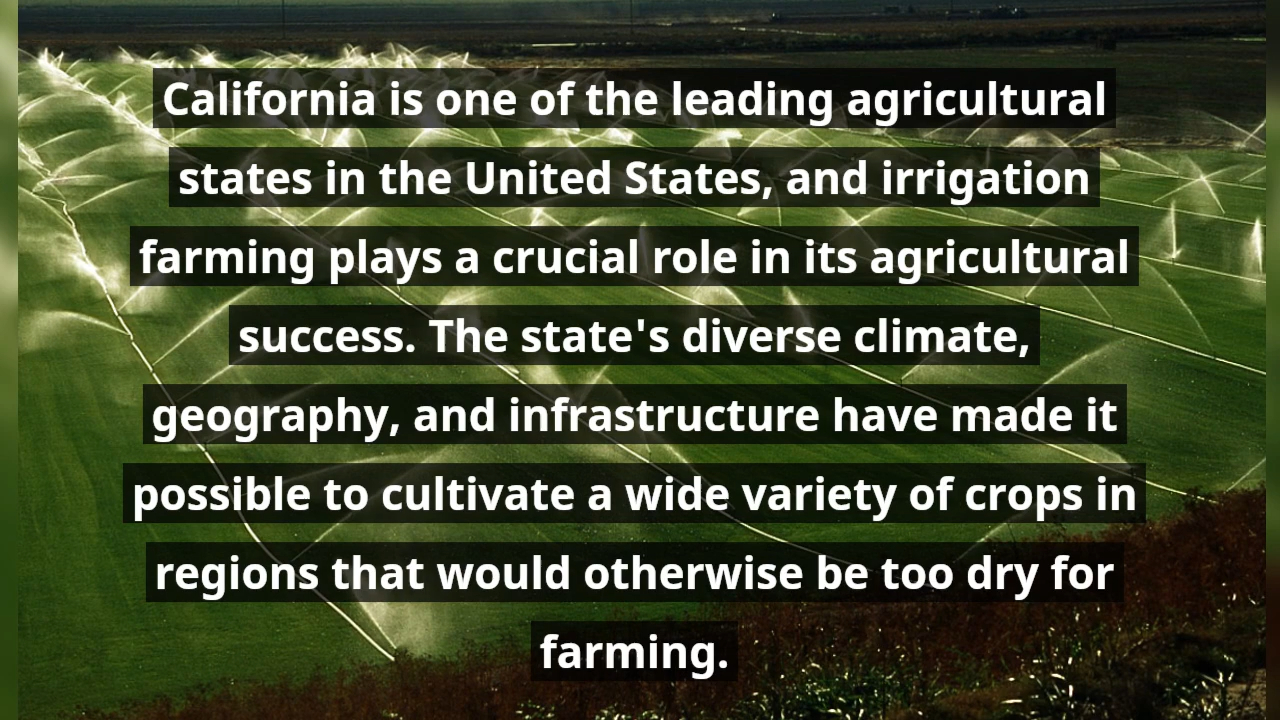 California is one of the leading agricultural
states in the United States, and irrigation
farming plays a crucial role in its agricultural
success. The state's diverse climate,
geography, and infrastructure have made it
possible to cultivate a wide variety of crops in
regions that would otherwise be too dry for
farming.